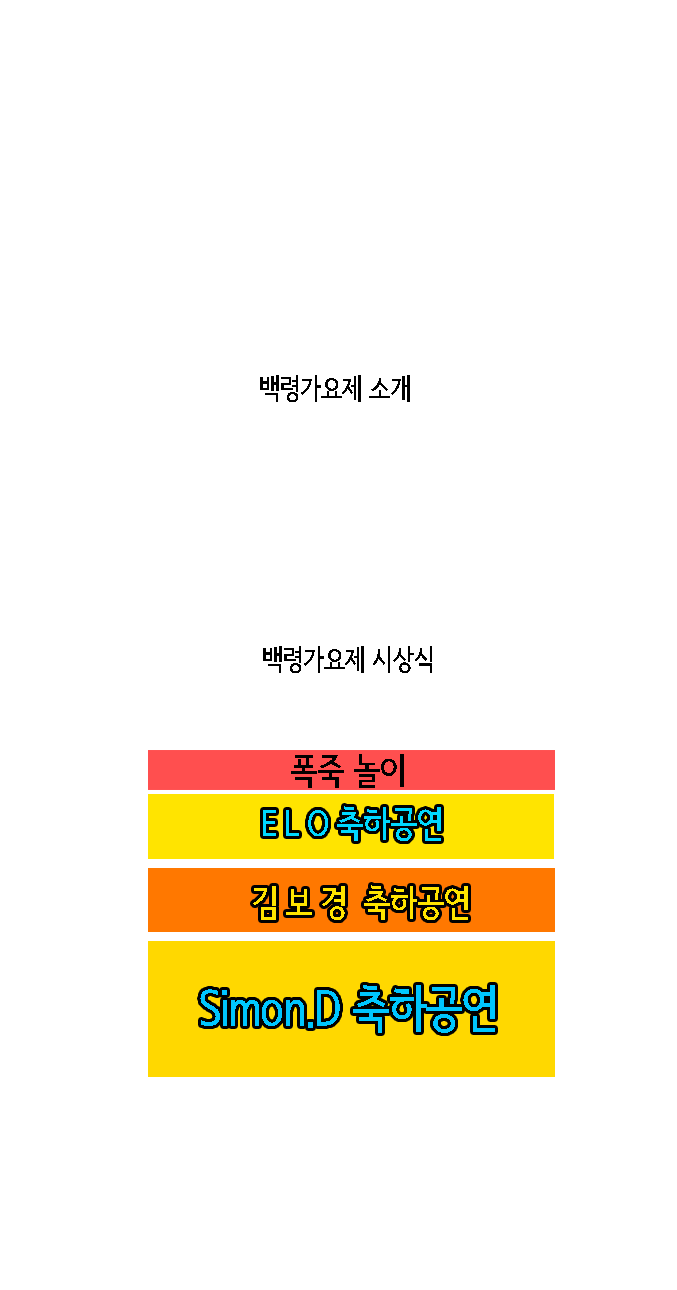 백령가요제 소개
백령가요제 시상식
폭죽 놀이
E L O 축하공연
김 보 경 축하공연
Simon.D 축하공연